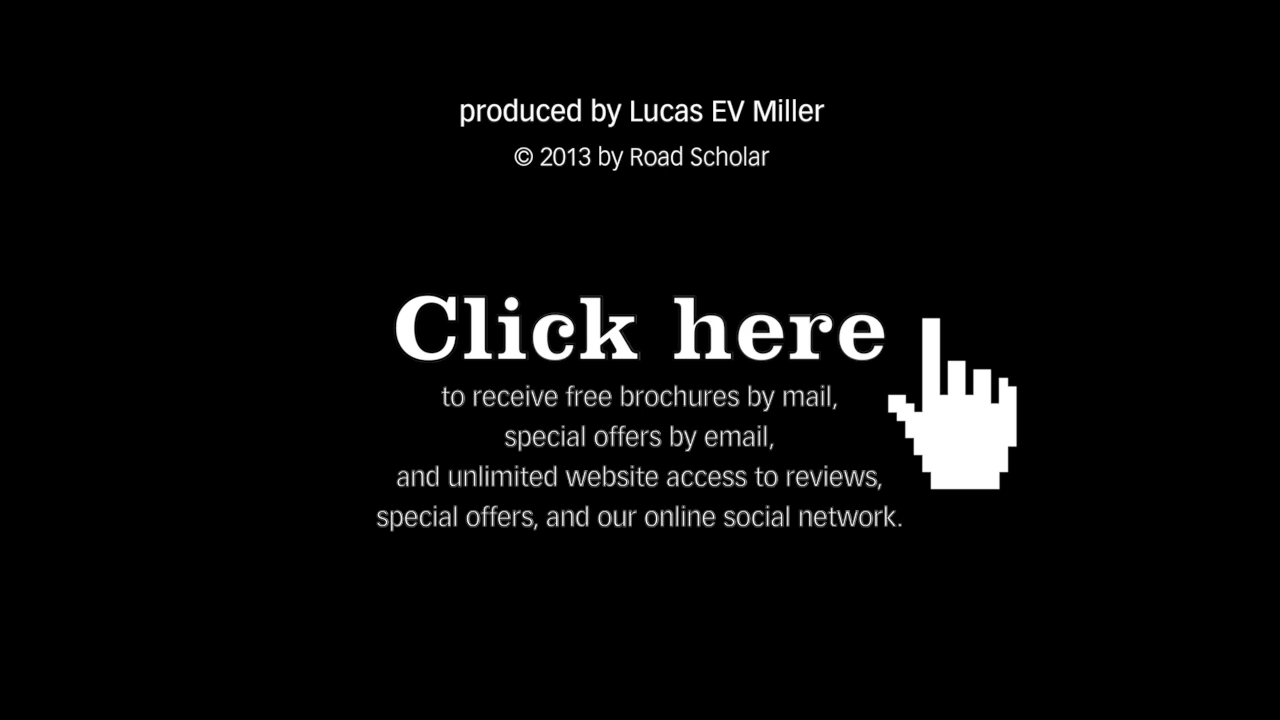 produced by Lucas EV Miller
© 2013 by Road Scholar
Click here
to receive free brochures by mail,
special offers by email,
and unlimited website access to reviews,
special offers, and our online social network.